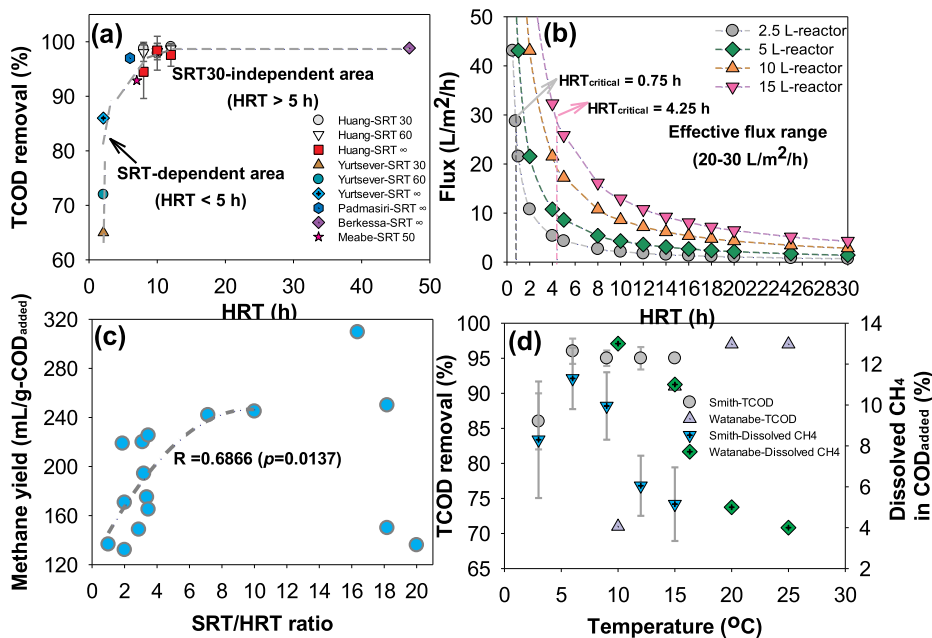 (a)
TCOD removal (%)
100
90
80
70
60
SRT30-independent area
(HRT > 5 h)
SRT-dependent area
(HRT < 5 h)
Huang-SRT 30
Huang-SRT 60
Huang-SRT ∞
Yurtsever-SRT 30
Yurtsever-SRT 60
Yurtsever-SRT ∞
Padmasiri-SRT ∞
Berkessa-SRT ∞
Meabe-SRT 50
0 10 20 30 40 50
HRT (h)
(b)
Flux (L/m²/h)
50
40
30
20
10
0
2.5 L-reactor
5 L-reactor
10 L-reactor
15 L-reactor
HRTcritical = 0.75 h
HRTcritical = 4.25 h
Effective flux range
(20-30 L/m²/h)
0 2 4 6 8 10 12 14 16 18 20 22 24 26 28 30
HRT (h)
(c)
Methane yield (mL/g-CODadded)
320
280
240
200
160
120
R =0.6866 (p=0.0137)
0 2 4 6 8 10 12 14 16 18 20
SRT/HRT ratio
(d)
TCOD removal (%)
100
95
90
85
80
75
70
65
Smith-TCOD
Watanabe-TCOD
Smith-Dissolved CH4
Watanabe-Dissolved CH4
14
12
10
8
6
4
2
Dissolved CH4
in CODadded (%)
0 5 10 15 20 25 30
Temperature (°C)